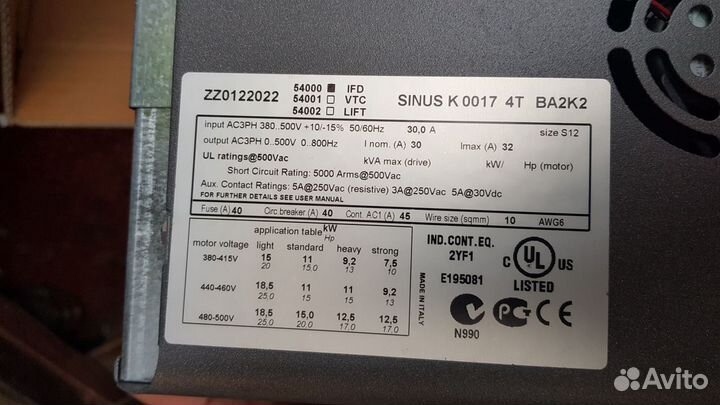 ZZ0122022 54000 IFD SINUS K 0017 4T BA2K2
54001 VTC
54002 LIFT
input AC3PH 380..500V +10/-15% 50/60Hz 30,0 A size S12
output AC3PH 0..500V 0..800Hz I nom. (A) 30 Imax (A) 32
UL ratings@500Vac kVA max (drive) kW/ Hp (motor)
Short Circuit Rating: 5000 Arms@500Vac
Aux. Contact Ratings: 5A@250Vac (resistive) 3A@250Vac 5A@30Vdc
FOR FURTHER DETAILS SEE USER MANUAL
Fuse (A) 40 Circ breaker (A) 40 Cont. AC1 (A) 45 Wire size (sqmm) 10 AWG6
application table kW
Hp
motor voltage light standard heavy strong
380-415V 15 11 9,2 7,5
20 15,0 13 10
440-460V 18,5 11 11 9,2
25,0 15 15 13
480-500V 18,5 15,0 12,5 12,5
25,0 20.0 17.0 17.0
MADE IN ITALY
IND.CONT.EQ.
2YF1
E195081
C UL US
LISTED
N990
РСТ
CE
Avito